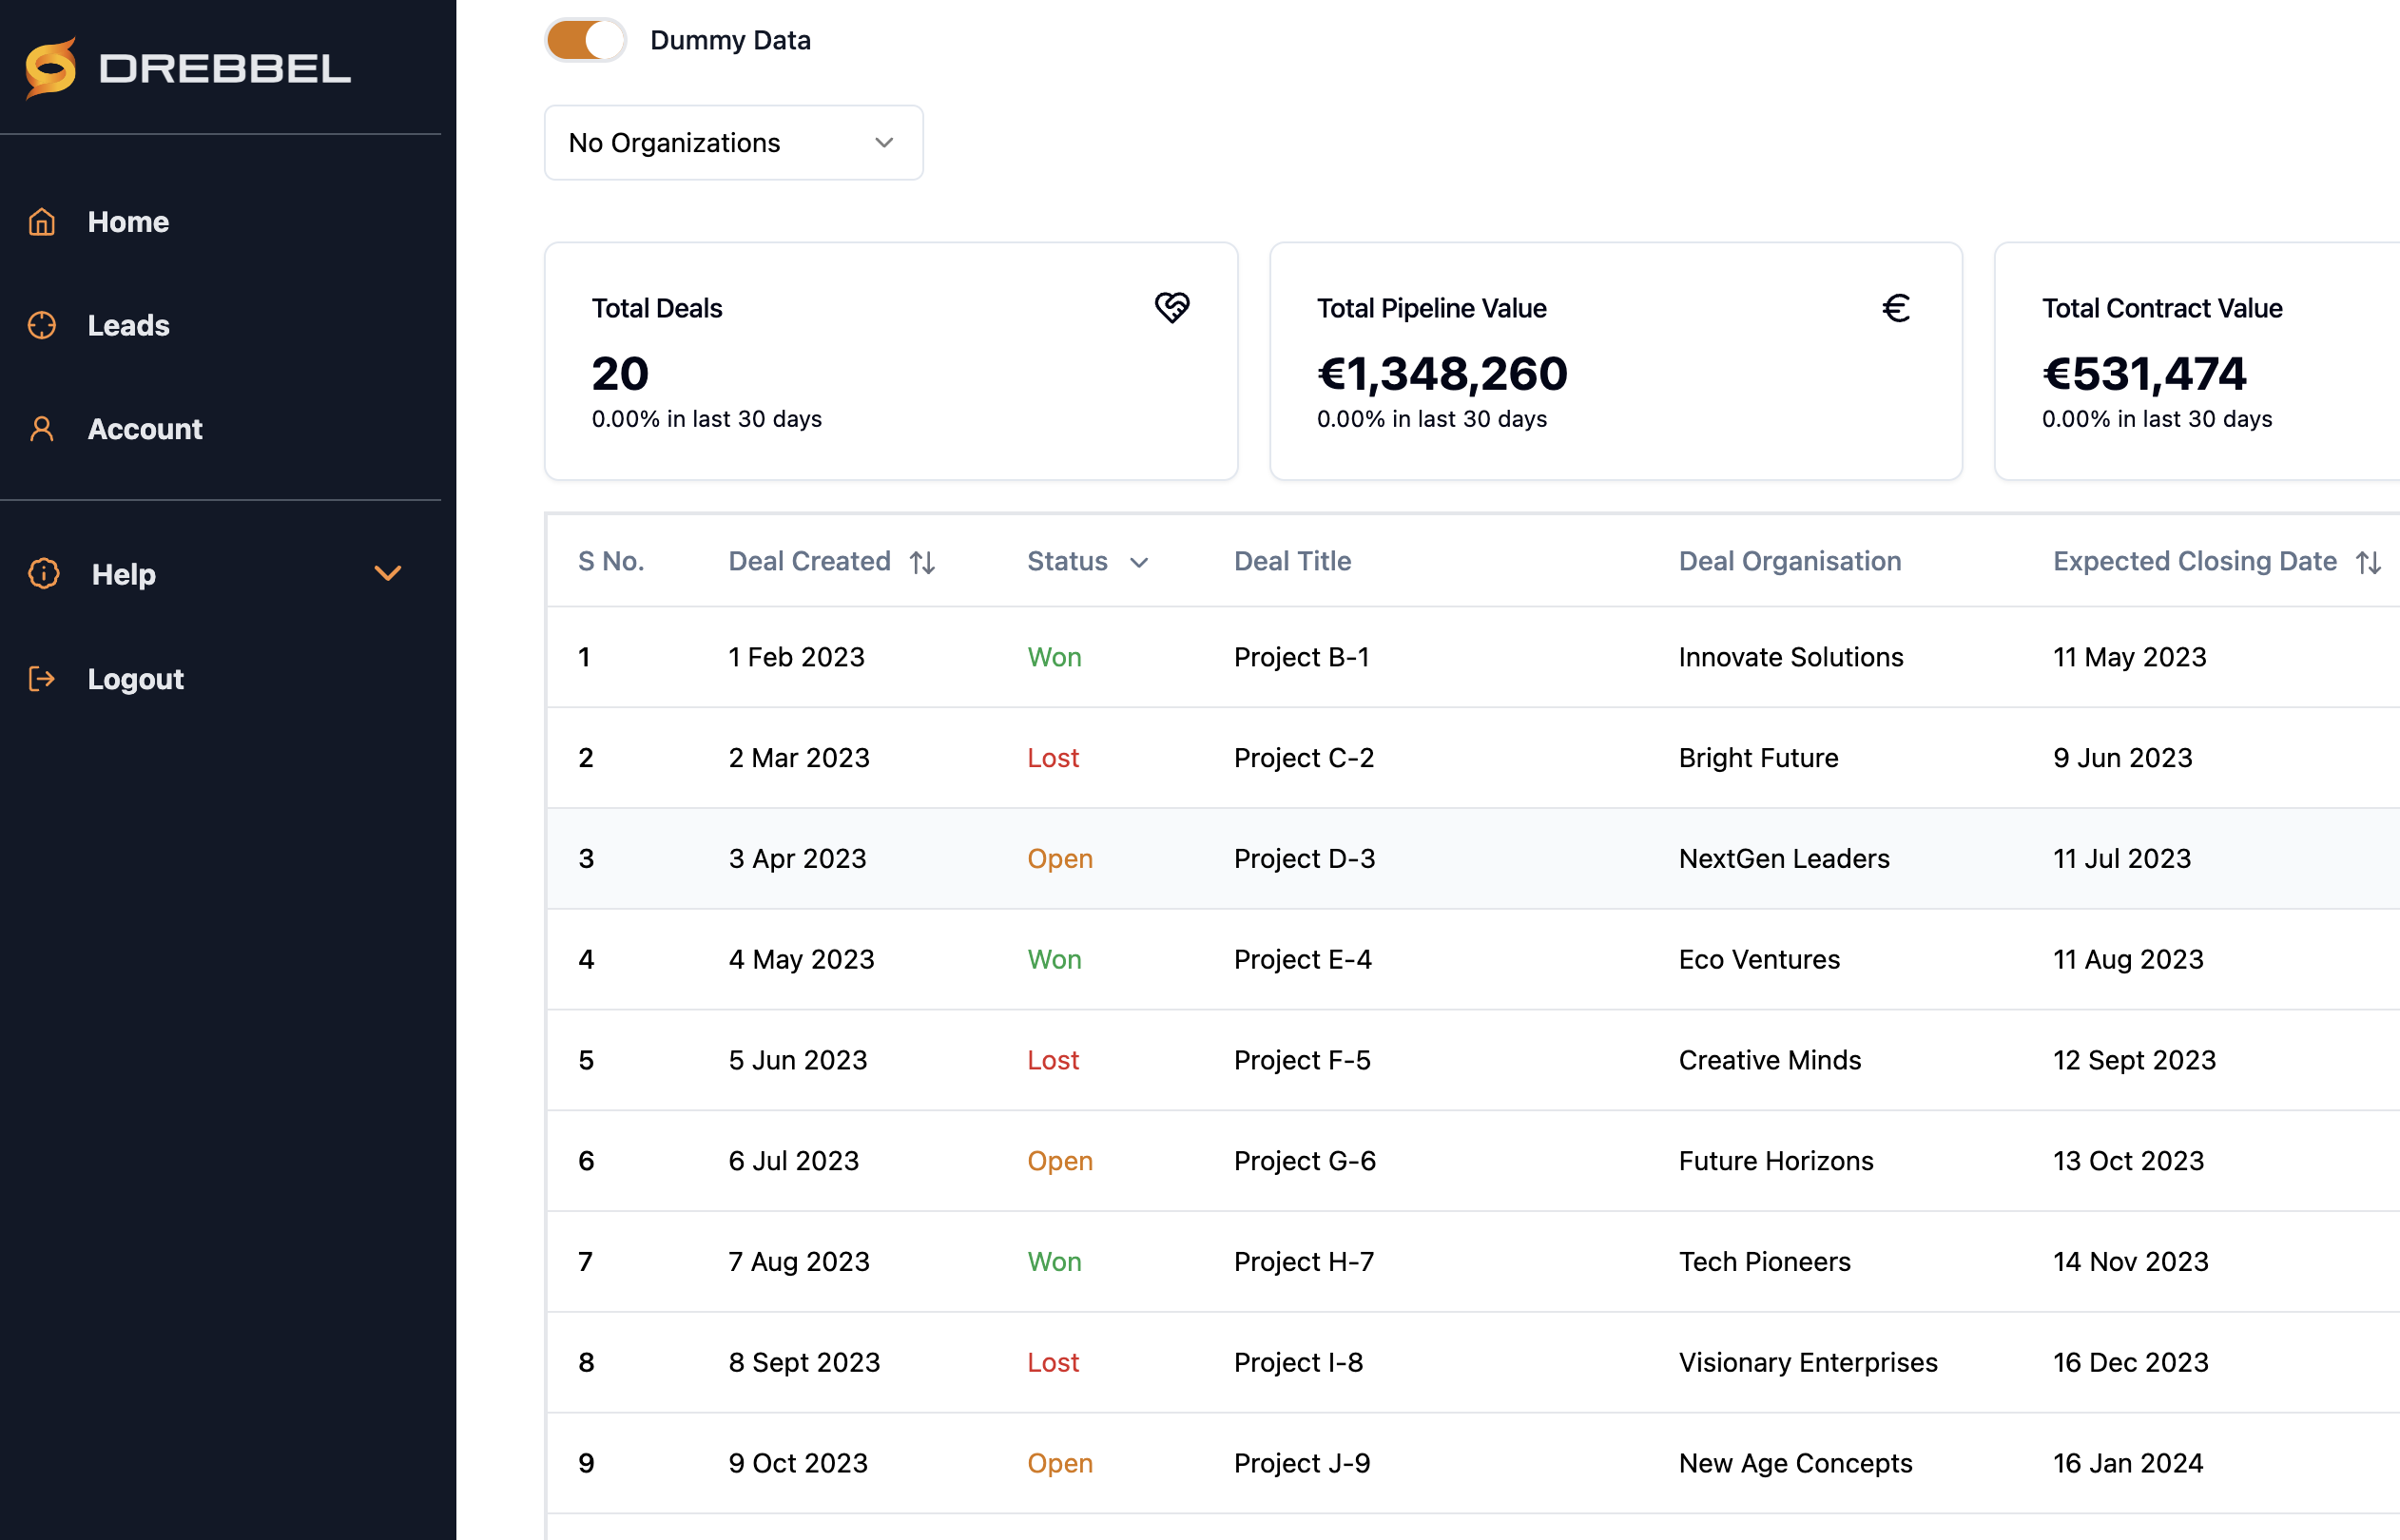 DREBBEL
Home
Leads
Account
Help
Logout
Dummy Data
No Organizations
Total Deals
20
0.00% in last 30 days
Total Pipeline Value €
€1,348,260
0.00% in last 30 days
Total Contract Value
€531,474
0.00% in last 30 days
S No. Deal Created Status Deal Title Deal Organisation Expected Closing Date
1 1 Feb 2023 Won Project B-1 Innovate Solutions 11 May 2023
2 2 Mar 2023 Lost Project C-2 Bright Future 9 Jun 2023
3 3 Apr 2023 Open Project D-3 NextGen Leaders 11 Jul 2023
4 4 May 2023 Won Project E-4 Eco Ventures 11 Aug 2023
5 5 Jun 2023 Lost Project F-5 Creative Minds 12 Sept 2023
6 6 Jul 2023 Open Project G-6 Future Horizons 13 Oct 2023
7 7 Aug 2023 Won Project H-7 Tech Pioneers 14 Nov 2023
8 8 Sept 2023 Lost Project I-8 Visionary Enterprises 16 Dec 2023
9 9 Oct 2023 Open Project J-9 New Age Concepts 16 Jan 2024